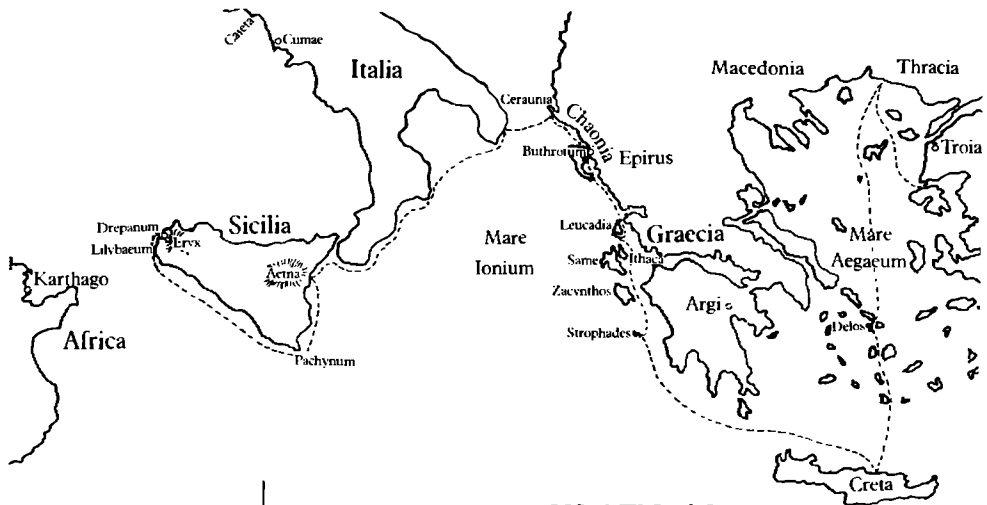 Caieta
Cumae
Italia
Macedonia
Thracia
Ceraunia
Chaonia
Buthrotum
Epirus
Troia
Drepanum
Lilybaeum
Eryx
Sicilia
Leucadia
Graecia
Mare
Ionium
Mare
Aegaeum
Same
Ithaca
Aetna
Karthago
Zacynthos
Argi
Africa
Strophades
Delos
Pachynum
Creta